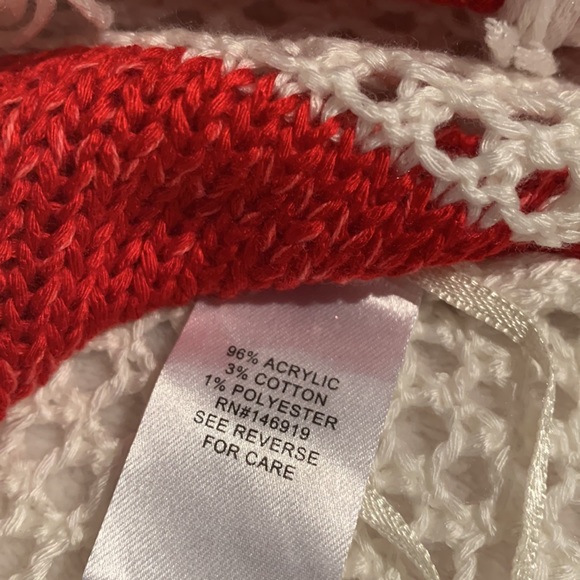 96% ACRYLIC
3% COTTON
1% POLYESTER
RN#146919
SEE REVERSE
FOR CARE